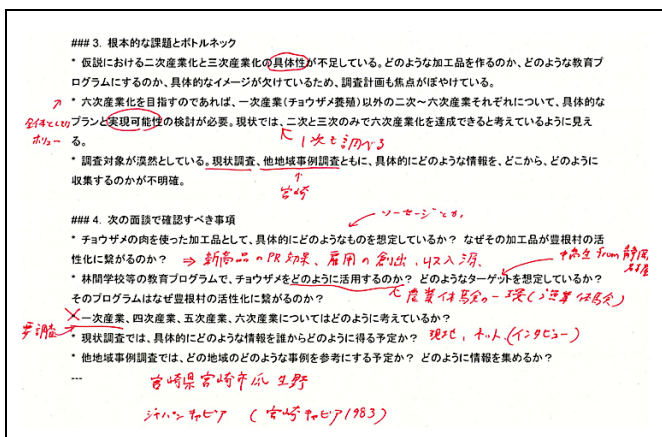 ### 3. 根本的な課題とボトルネック
* 仮説における二次産業化と三次産業化の具体性が不足している。どのような加工品を作るのか、どのような教育プ
ログラムにするのか、具体的なイメージが欠けているため、調査計画も焦点がぼやけている。
* 六次産業化を目指すのであれば、一次産業(チョウザメ養殖)以外の二次~六次産業それぞれについて、具体的な
プランと実現可能性の検討が必要。現状では、二次と三次のみで六次産業化を達成できると考えているように見え
る。
全体としての
ボリュー
1次も調べる
* 調査対象が漠然としている。現状調査、他地域事例調査ともに、具体的にどのような情報を、どこから、どのように
収集するのかが不明確。
宮崎
### 4. 次の面談で確認すべき事項
ソーセージとか。
* チョウザメの肉を使った加工品として、具体的にどのようなものを想定しているか? なぜその加工品が豊根村の活
性化に繋がるのか?
⇒ 新商品のPR効果、雇用の創出、収入源。
中高生 from 静岡
* 林間学校等の教育プログラムで、チョウザメをどのように活用するのか? どのようなターゲットを想定しているか?
そのプログラムはなぜ豊根村の活性化に繋がるのか?
産業体験の一環
* 一次産業、四次産業、五次産業、六次産業についてはどのように考えているか?
要調査
* 現状調査では、具体的にどのような情報を誰からどのように得る予定か?
現地、ネット、(インタビュー)
* 他地域事例調査では、どの地域のどのような事例を参考にする予定か? どのように情報を集めるか?
---
宮崎県宮崎市 生野
ジャパンキャビア (宮崎キャビア1983)